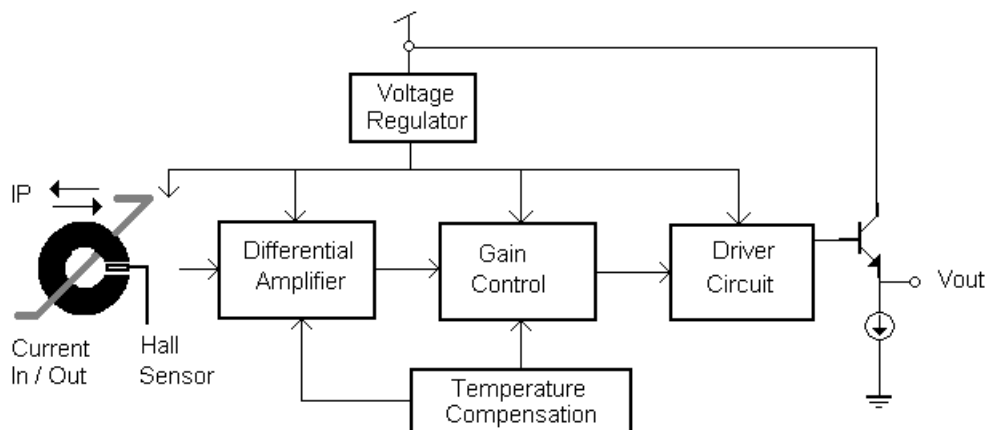 Voltage
Regulator
IP
Differential
Amplifier
Gain
Control
Driver
Circuit
Vout
Current
In / Out
Hall
Sensor
Temperature
Compensation